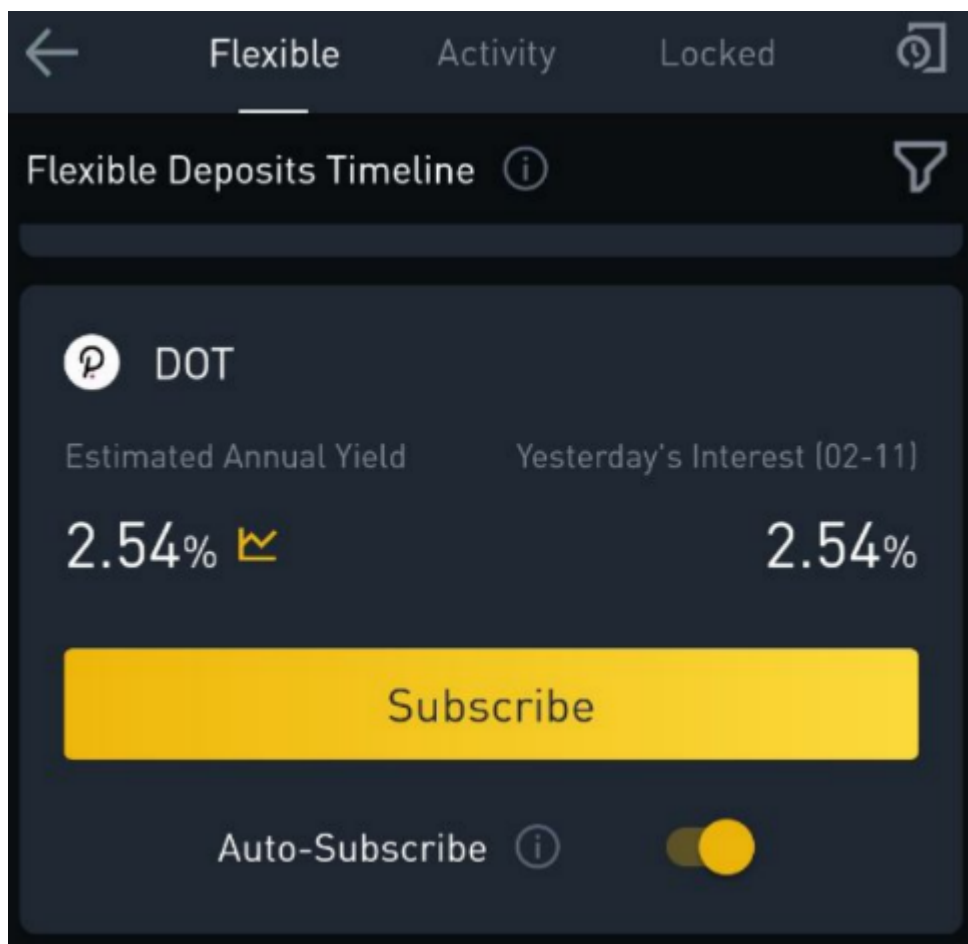 Flexible Activity Locked
Flexible Deposits Timeline
DOT
Estimated Annual Yield Yesterday's Interest (02-11)
2.54% 2.54%
Subscribe
Auto-Subscribe